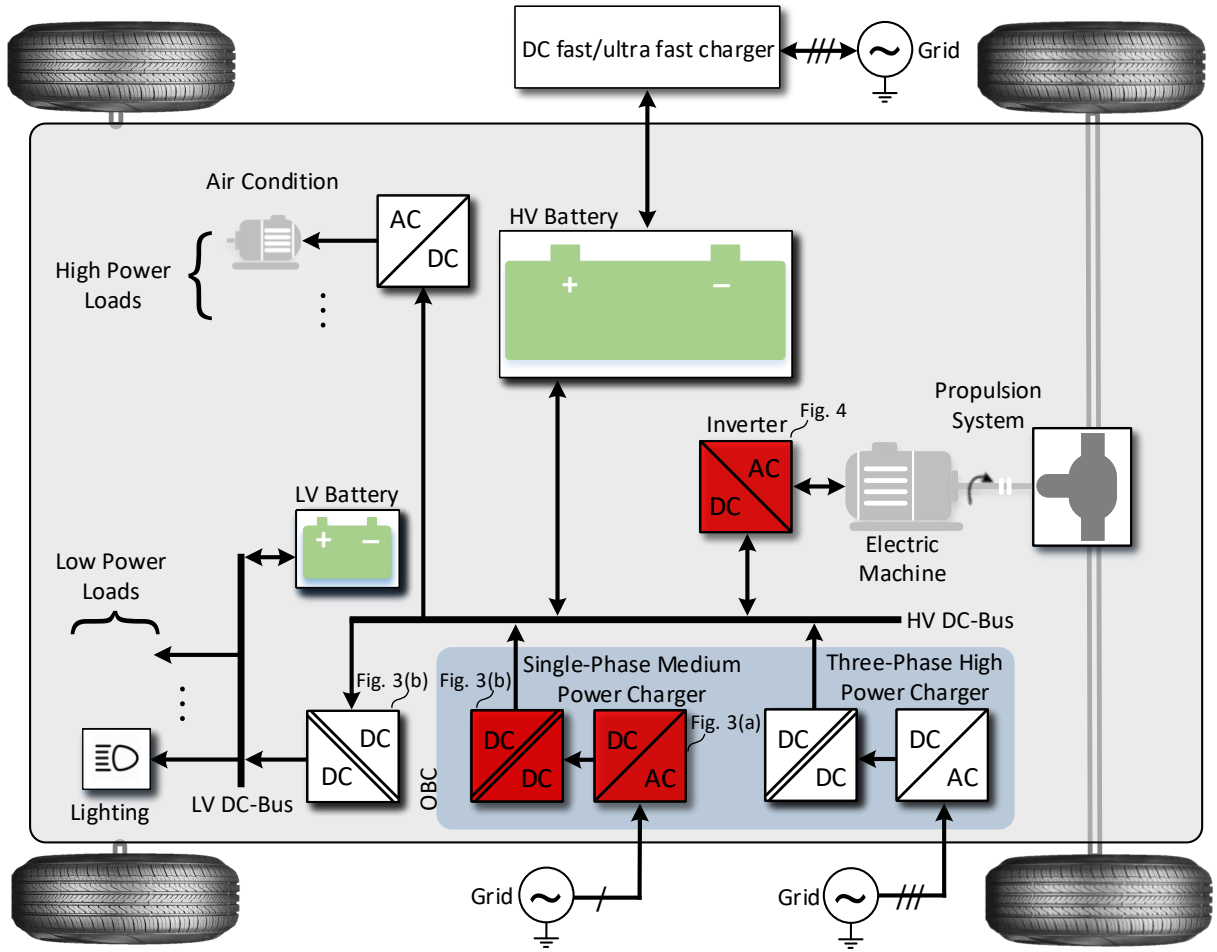 DC fast/ultra fast charger
Grid
Air Condition
AC
DC
High Power
Loads
HV Battery
+
−
Propulsion
System
Fig. 4
Inverter
AC
DC
Electric
Machine
LV Battery
+
−
Low Power
Loads
HV DC-Bus
Fig. 3(b)
Fig. 3(b)
Single-Phase Medium
Power Charger
Three-Phase High
Power Charger
DC
DC
DC
DC
DC
AC
Fig. 3(a)
DC
DC
DC
AC
OBC
Lighting
LV DC-Bus
Grid
Grid